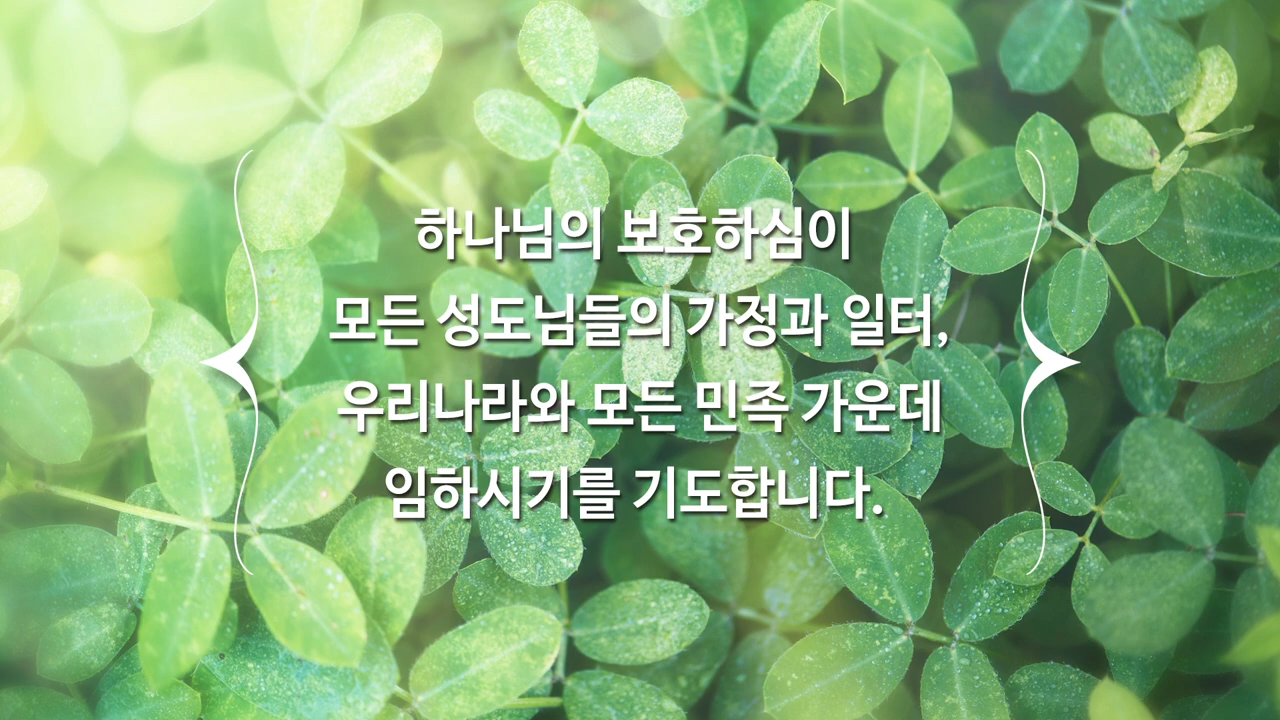 하나님의 보호하심이
모든 성도님들의 가정과 일터,
우리나라와 모든 민족 가운데
임하시기를 기도합니다.